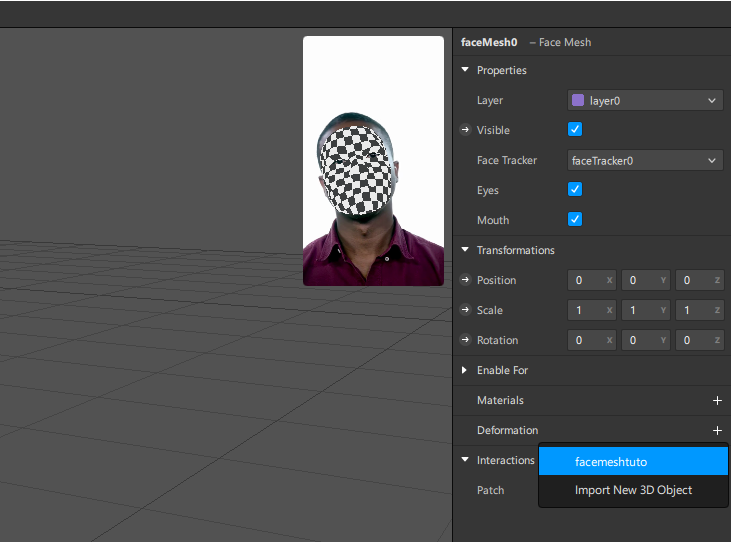 faceMesh0 – Face Mesh
Properties
Layer layer0
Visible
Face Tracker faceTracker0
Eyes
Mouth
Transformations
Position 0 X 0 Y 0 Z
Scale 1 X 1 Y 1 Z
Rotation 0 X 0 Y 0 Z
Enable For
Materials +
Deformation +
Interactions
facemeshtuto
Patch
Import New 3D Object